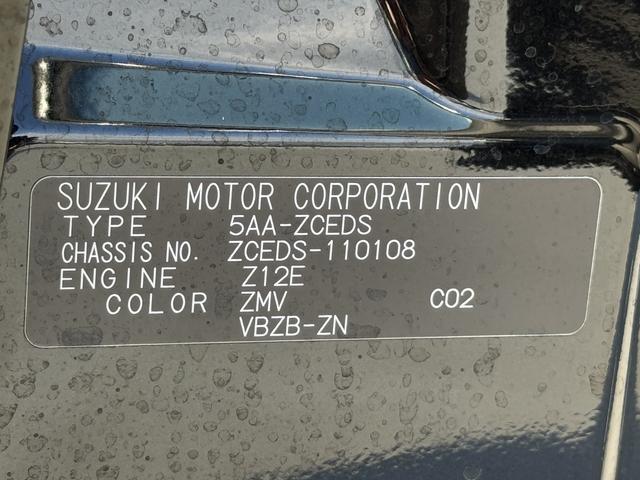 SUZUKI MOTOR CORPORATION
TYPE 5AA-ZCEDS
CHASSIS NO. ZCEDS-110108
ENGINE Z12E
COLOR ZMV C02
VBZB-ZN